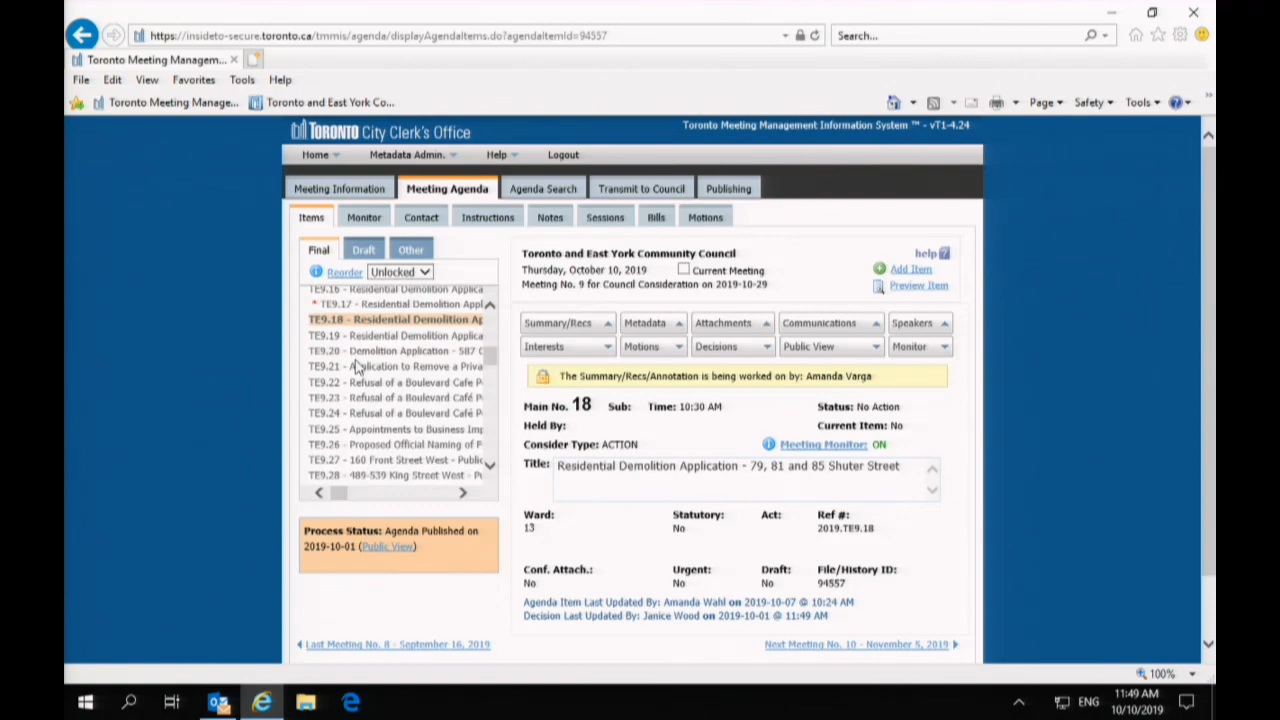 https://insideto-secure.toronto.ca/tmmis/agenda/displayAgendaItems.do?agendaItemId=94557
Search...
Toronto Meeting Managem...
File Edit View Favorites Tools Help
Toronto Meeting Manage... Toronto and East York Co...
Page Safety Tools
TORONTO City Clerk's Office
Toronto Meeting Management Information System ™ - vT1-4.24
Home Metadata Admin. Help Logout
Meeting Information Meeting Agenda Agenda Search Transmit to Council Publishing
Items Monitor Contact Instructions Notes Sessions Bills Motions
Final Draft Other
Reorder Unlocked
TE9.16 - Residential Demolition Applica
* TE9.17 - Residential Demolition Appl
TE9.18 - Residential Demolition Ap
TE9.19 - Residential Demolition Applica
TE9.20 - Demolition Application - 587 C
TE9.21 - Application to Remove a Priva
TE9.22 - Refusal of a Boulevard Cafe P
TE9.23 - Refusal of a Boulevard Café P
TE9.24 - Refusal of a Boulevard Café P
TE9.25 - Appointments to Business Imp
TE9.26 - Proposed Official Naming of P
TE9.27 - 160 Front Street West - Public
TE9.28 - 489-539 King Street West - Pu
Process Status: Agenda Published on
2019-10-01 (Public View)
Toronto and East York Community Council
help
Thursday, October 10, 2019 Current Meeting
Meeting No. 9 for Council Consideration on 2019-10-29
Add Item
Preview Item
Summary/Recs Metadata Attachments Communications Speakers
Interests Motions Decisions Public View Monitor
The Summary/Recs/Annotation is being worked on by: Amanda Varga
Main No. 18 Sub: Time: 10:30 AM Status: No Action
Held By: Current Item: No
Consider Type: ACTION Meeting Monitor: ON
Title: Residential Demolition Application - 79, 81 and 85 Shuter Street
Ward: Statutory: Act: Ref #:
13 No 2019.TE9.18
Conf. Attach.: Urgent: Draft: File/History ID:
No No No 94557
Agenda Item Last Updated By: Amanda Wahl on 2019-10-07 @ 10:24 AM
Decision Last Updated By: Janice Wood on 2019-10-01 @ 11:49 AM
Last Meeting No. 8 - September 16, 2019
Next Meeting No. 10 - November 5, 2019
100%
ENG
11:49 AM
10/10/2019